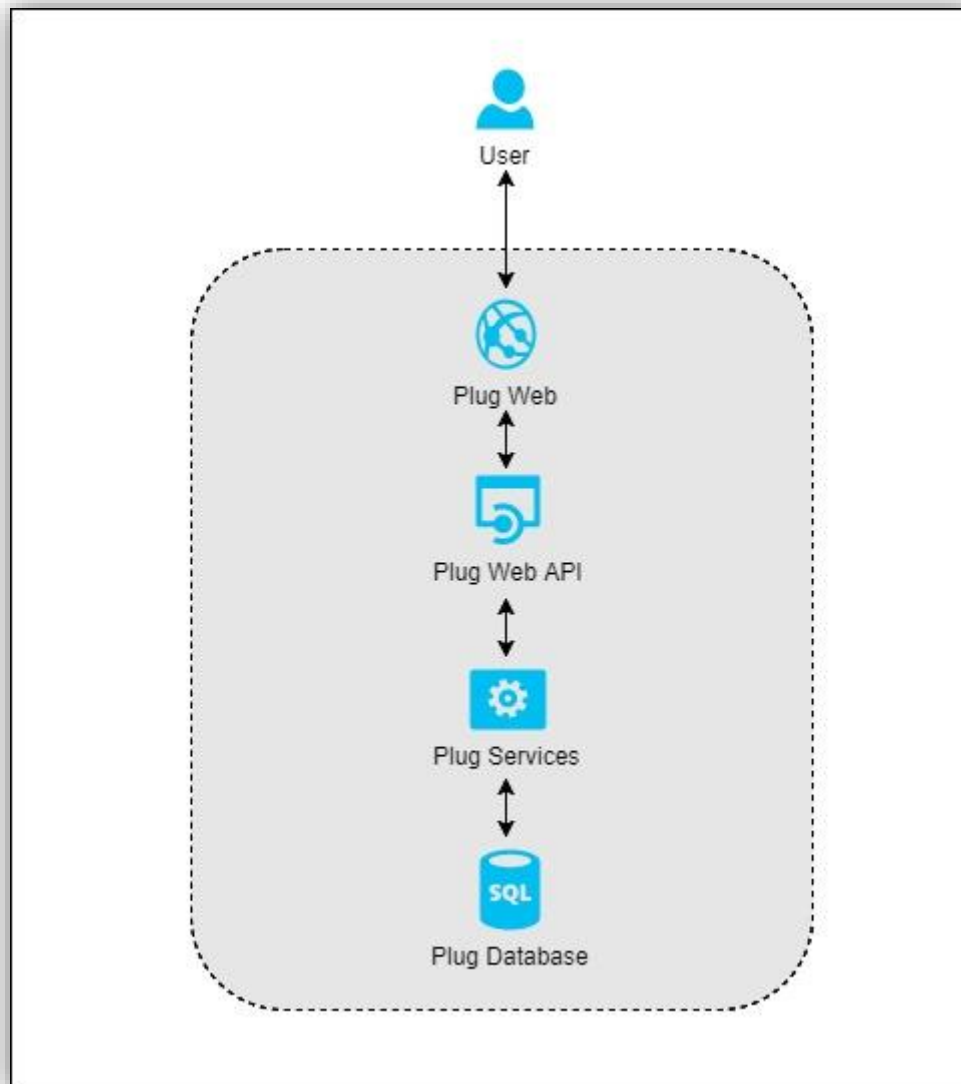 User
Plug Web
Plug Web API
Plug Services
SQL
Plug Database